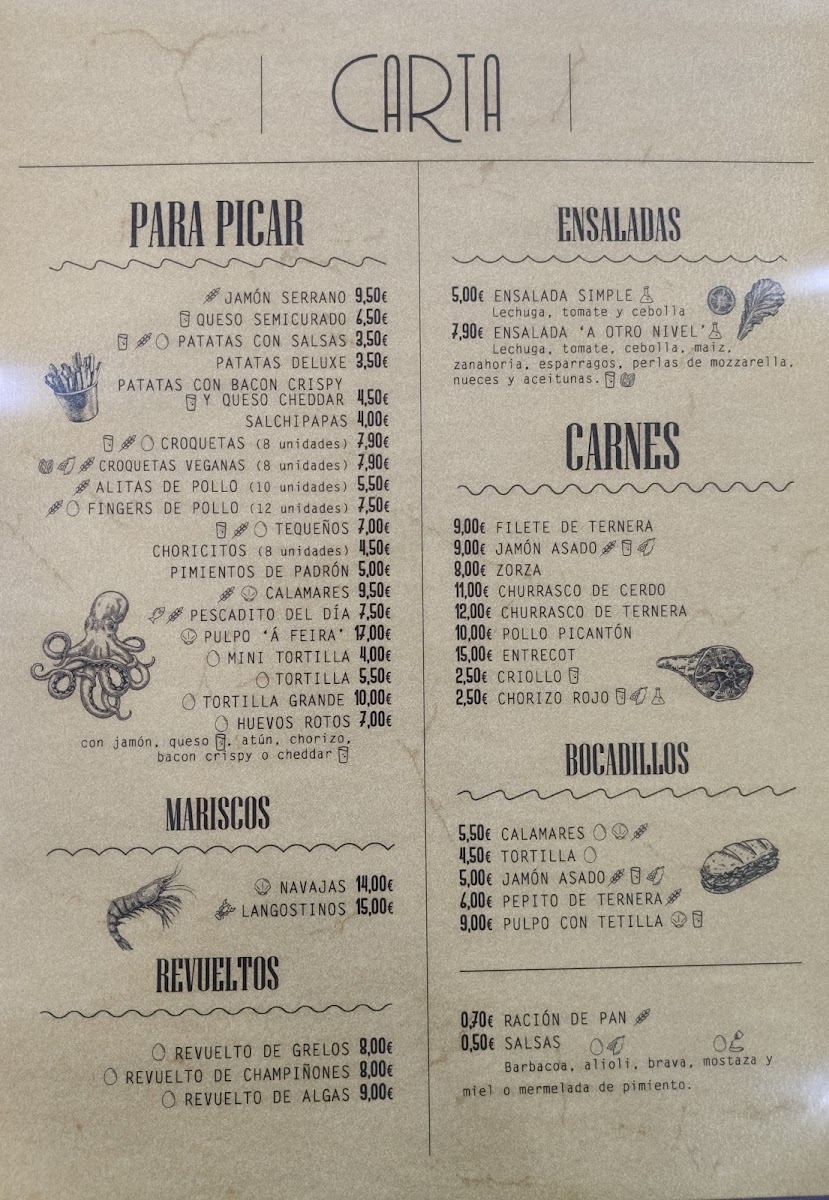 CARTA
PARA PICAR
JAMÓN SERRANO 9,50€
QUESO SEMICURADO 6,50€
PATATAS CON SALSAS 3,50€
PATATAS DELUXE 3,50€
PATATAS CON BACON CRISPY
Y QUESO CHEDDAR 4,50€
SALCHIPAPAS 4,00€
CROQUETAS (8 unidades) 7,90€
CROQUETAS VEGANAS (8 unidades) 7,90€
ALITAS DE POLLO (10 unidades) 5,50€
FINGERS DE POLLO (12 unidades) 7,50€
TEQUEÑOS 7,00€
CHORICITOS (8 unidades) 4,50€
PIMIENTOS DE PADRÓN 5,00€
CALAMARES 9,50€
PESCADITO DEL DÍA 7,50€
PULPO 'Á FEIRA' 17,00€
MINI TORTILLA 4,00€
TORTILLA 5,50€
TORTILLA GRANDE 10,00€
HUEVOS ROTOS 7,00€
con jamón, queso, atún, chorizo,
bacon crispy o cheddar
MARISCOS
NAVAJAS 14,00€
LANGOSTINOS 15,00€
REVUELTOS
REVUELTO DE GRELOS 8,00€
REVUELTO DE CHAMPIÑONES 8,00€
REVUELTO DE ALGAS 9,00€
ENSALADAS
5,00€ ENSALADA SIMPLE
Lechuga, tomate y cebolla
7,90€ ENSALADA 'A OTRO NIVEL'
Lechuga, tomate, cebolla, maiz,
zanahoria, esparragos, perlas de mozzarella,
nueces y aceitunas.
CARNES
9,00€ FILETE DE TERNERA
9,00€ JAMÓN ASADO
8,00€ ZORZA
11,00€ CHURRASCO DE CERDO
12,00€ CHURRASCO DE TERNERA
10,00€ POLLO PICANTÓN
15,00€ ENTRECOT
2,50€ CRIOLLO
2,50€ CHORIZO ROJO
BOCADILLOS
5,50€ CALAMARES
4,50€ TORTILLA
5,00€ JAMÓN ASADO
6,00€ PEPITO DE TERNERA
9,00€ PULPO CON TETILLA
0,70€ RACIÓN DE PAN
0,50€ SALSAS
Barbacoa, alioli, brava, mostaza y
miel o mermelada de pimiento.